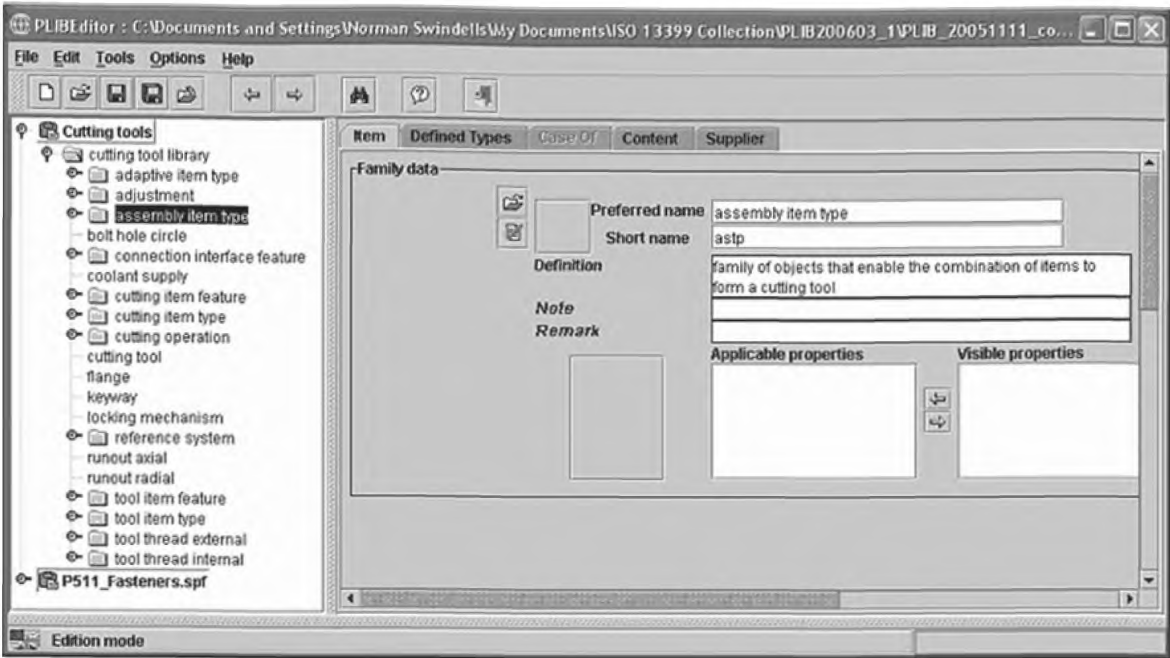 PLIBEditor : C:\Documents and Settings\Norman Swindells\My Documents\ISO 13399 Collection\PLIB200603_1\PLIB_20051111_co...
File Edit Tools Options Help
Cutting tools
cutting tool library
adaptive item type
adjustment
assembly item type
bolt hole circle
connection interface feature
coolant supply
cutting item feature
cutting item type
cutting operation
cutting tool
flange
keyway
locking mechanism
reference system
runout axial
runout radial
tool item feature
tool item type
tool thread external
tool thread internal
P511_Fasteners.spf
Item Defined Types Case Of Content Supplier
Family data
Preferred name assembly item type
Short name astp
Definition family of objects that enable the combination of items to
form a cutting tool
Note
Remark
Applicable properties Visible properties
Edition mode